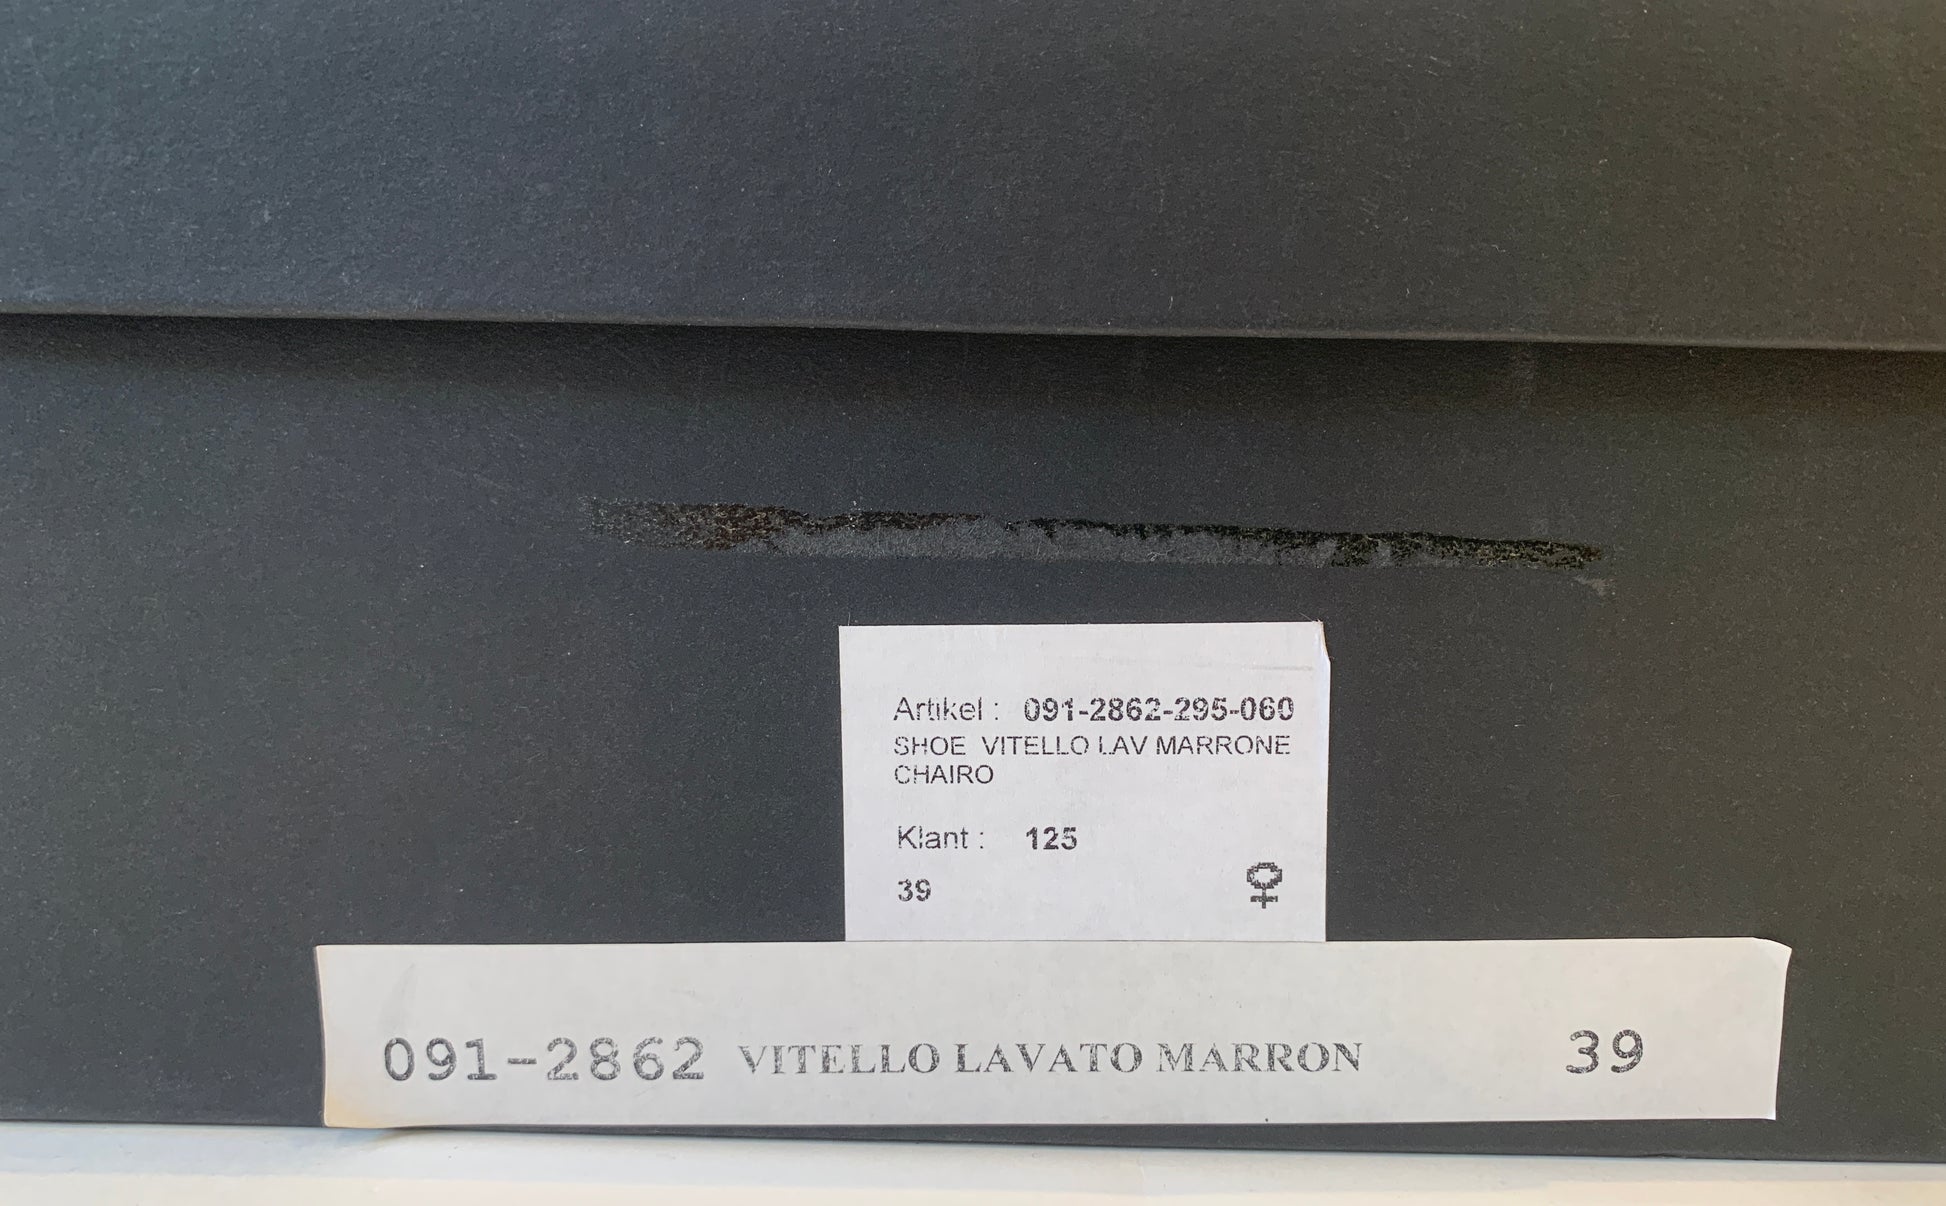 Artikel : 091-2862-295-060
SHOE VITELLO LAV MARRONE
CHAIRO
Klant : 125
39 ♀
091-2862 VITELLO LAVATO MARRON 39